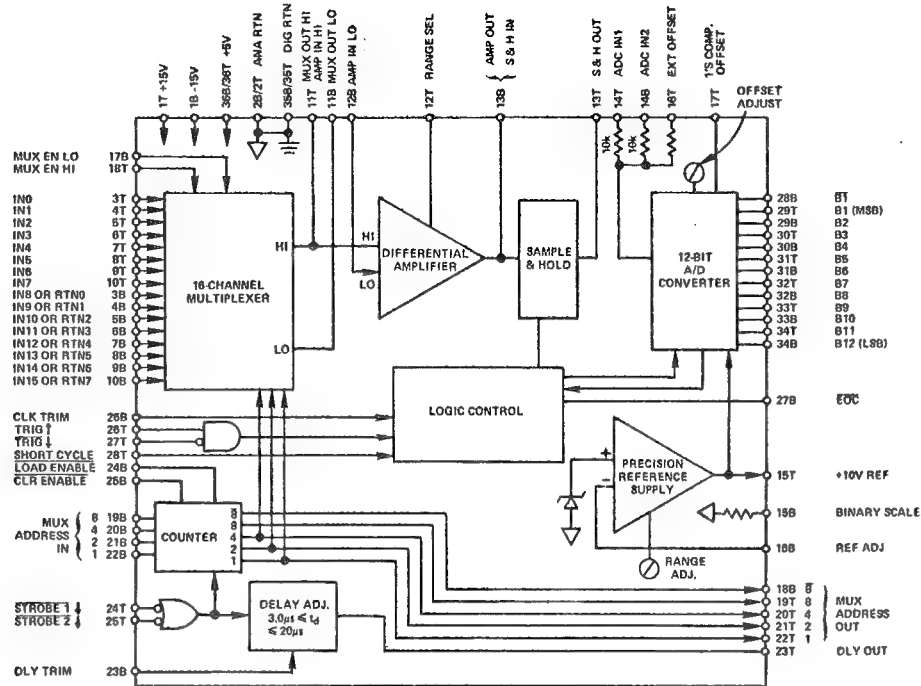 1T +15V
1B -15V
36B/36T +5V
2B/2T ANA RTN
35B/35T DIG RTN
11T MUX OUT HI AMP IN HI
11B MUX OUT LO
12B AMP IN LO
12T RANGE SEL
13B AMP OUT S & H IN
13T S & H OUT
14T ADC IN1
14B ADC IN2
16T EXT OFFSET
17T 1'S COMP. OFFSET
OFFSET ADJUST
10k
10k
MUX EN LO 17B
MUX EN HI 18T
IN0 3T
IN1 4T
IN2 5T
IN3 6T
IN4 7T
IN5 8T
IN6 9T
IN7 10T
IN8 OR RTN0 3B
IN9 OR RTN1 4B
IN10 OR RTN2 5B
IN11 OR RTN3 6B
IN12 OR RTN4 7B
IN13 OR RTN5 8B
IN14 OR RTN6 9B
IN15 OR RTN7 10B
16-CHANNEL
MULTIPLEXER
HI
LO
HI
LO
DIFFERENTIAL
AMPLIFIER
SAMPLE
& HOLD
12-BIT
A/D
CONVERTER
28B B1
29T B1 (MSB)
29B B2
30T B3
30B B4
31T B5
31B B6
32T B7
32B B8
33T B9
33B B10
34T B11
34B B12 (LSB)
27B EOC
LOGIC CONTROL
CLK TRIM 26B
TRIG ↑ 26T
TRIG ↓ 27T
SHORT CYCLE 28T
LOAD ENABLE 24B
CLR ENABLE 25B
+
−
PRECISION
REFERENCE
SUPPLY
RANGE
ADJ.
15T +10V REF
15B BINARY SCALE
16B REF ADJ
MUX
ADDRESS
IN
8 19B
4 20B
2 21B
1 22B
COUNTER
8
8
4
2
1
STROBE 1 ↓ 24T
STROBE 2 ↓ 25T
DELAY ADJ.
3.0µs ≤ td
≤ 20µs
DLY TRIM 23B
18B 8
19T 8
20T 4
21T 2
22T 1
MUX
ADDRESS
OUT
23T DLY OUT